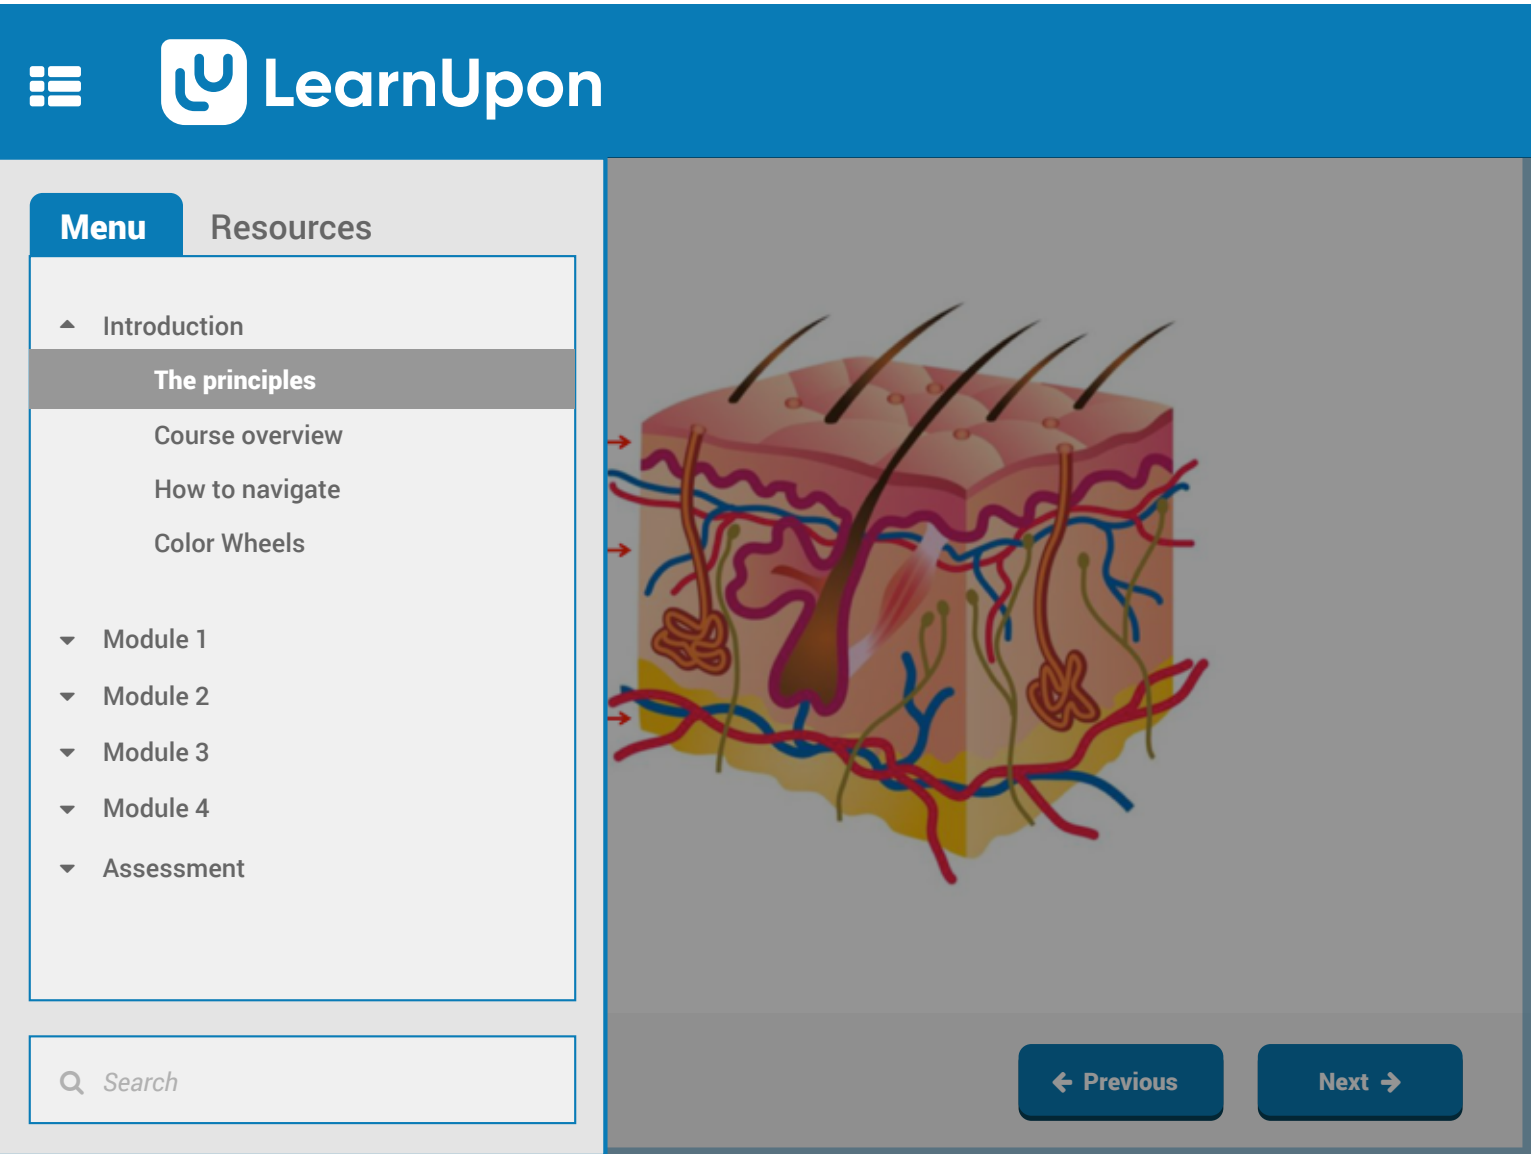 LearnUpon
Menu
Resources
Introduction
The principles
Course overview
How to navigate
Color Wheels
Module 1
Module 2
Module 3
Module 4
Assessment
Search
Previous
Next